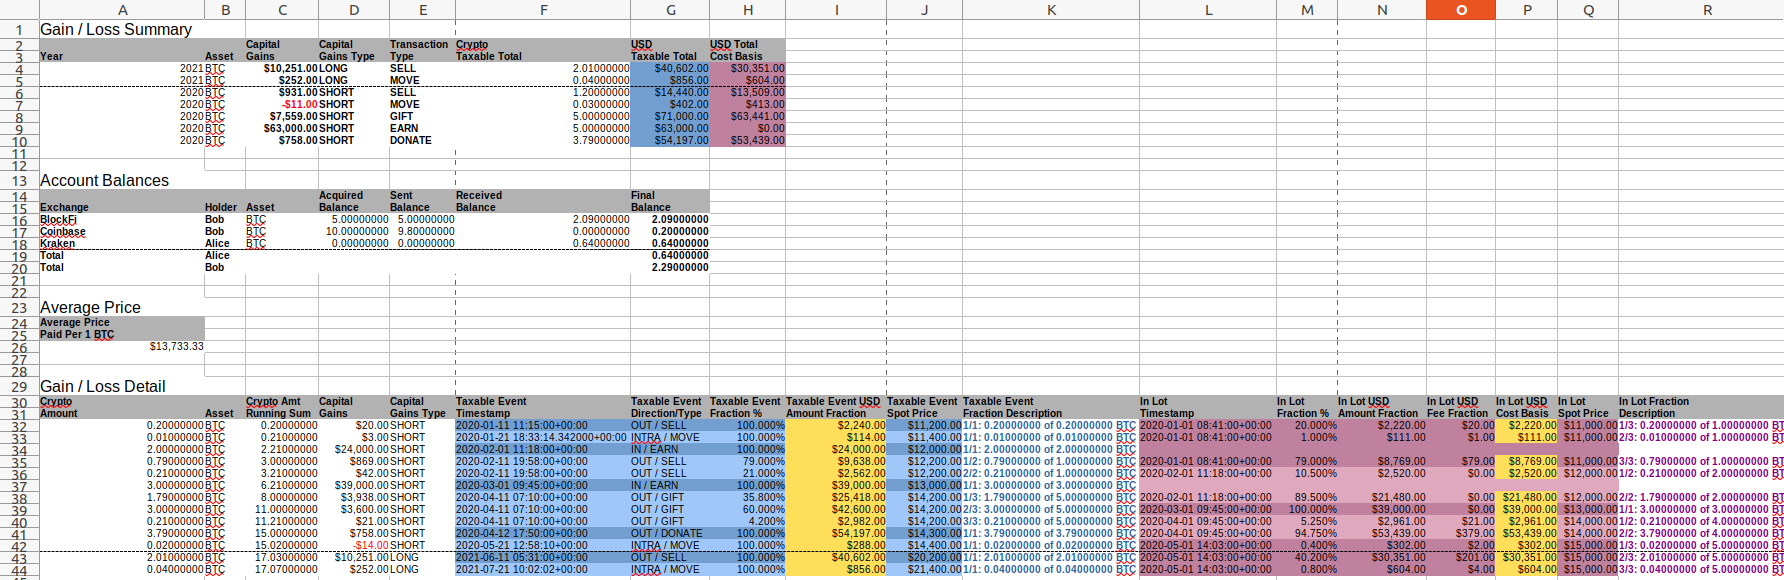 A B C D E F G H I J K L M N O P Q R
1 Gain / Loss Summary
2 Capital Capital Transaction Crypto USD USD Total
3 Year Asset Gains Gains Type Type Taxable Total Taxable Total Cost Basis
4 2021 BTC $10,251.00 LONG SELL 2.01000000 $40,602.00 $30,351.00
5 2021 BTC $252.00 LONG MOVE 0.04000000 $856.00 $604.00
6 2020 BTC $931.00 SHORT SELL 1.20000000 $14,440.00 $13,509.00
7 2020 BTC -$11.00 SHORT MOVE 0.03000000 $402.00 $413.00
8 2020 BTC $7,559.00 SHORT GIFT 5.00000000 $71,000.00 $63,441.00
9 2020 BTC $63,000.00 SHORT EARN 5.00000000 $63,000.00 $0.00
10 2020 BTC $758.00 SHORT DONATE 3.79000000 $54,197.00 $53,439.00
11
12
13 Account Balances
14 Acquired Sent Received Final
15 Exchange Holder Asset Balance Balance Balance Balance
16 BlockFi Bob BTC 5.00000000 5.00000000 2.09000000 2.09000000
17 Coinbase Bob BTC 10.00000000 9.80000000 0.00000000 0.20000000
18 Kraken Alice BTC 0.00000000 0.00000000 0.64000000 0.64000000
19 Total Alice 0.64000000
20 Total Bob 2.29000000
21
22
23 Average Price
24 Average Price
25 Paid Per 1 BTC
26 $13,733.33
27
28
29 Gain / Loss Detail
30 Crypto Crypto Amt Capital Capital Taxable Event Taxable Event Taxable Event Taxable Event USD Taxable Event Taxable Event In Lot In Lot In Lot USD In Lot USD In Lot USD In Lot In Lot Fraction
31 Amount Asset Running Sum Gains Gains Type Timestamp Direction/Type Fraction % Amount Fraction Spot Price Fraction Description Timestamp Fraction % Amount Fraction Fee Fraction Cost Basis Spot Price Description
32 0.20000000 BTC 0.20000000 $20.00 SHORT 2020-01-11 11:15:00+00:00 OUT / SELL 100.000% $2,240.00 $11,200.00 1/1: 0.20000000 of 0.20000000 BTC 2020-01-01 08:41:00+00:00 20.000% $2,220.00 $20.00 $2,220.00 $11,000.00 1/3: 0.20000000 of 1.00000000 BT
33 0.01000000 BTC 0.21000000 $3.00 SHORT 2020-01-21 18:33:14.342000+00:00 INTRA / MOVE 100.000% $114.00 $11,400.00 1/1: 0.01000000 of 0.01000000 BTC 2020-01-01 08:41:00+00:00 1.000% $111.00 $1.00 $111.00 $11,000.00 2/3: 0.01000000 of 1.00000000 BT
34 2.00000000 BTC 2.21000000 $24,000.00 SHORT 2020-02-01 11:18:00+00:00 IN / EARN 100.000% $24,000.00 $12,000.00 1/1: 2.00000000 of 2.00000000 BTC
35 0.79000000 BTC 3.00000000 $869.00 SHORT 2020-02-11 19:58:00+00:00 OUT / SELL 79.000% $9,638.00 $12,200.00 1/2: 0.79000000 of 1.00000000 BTC 2020-01-01 08:41:00+00:00 79.000% $8,769.00 $79.00 $8,769.00 $11,000.00 3/3: 0.79000000 of 1.00000000 BT
36 0.21000000 BTC 3.21000000 $42.00 SHORT 2020-02-11 19:58:00+00:00 OUT / SELL 21.000% $2,562.00 $12,200.00 2/2: 0.21000000 of 1.00000000 BTC 2020-02-01 11:18:00+00:00 10.500% $2,520.00 $0.00 $2,520.00 $12,000.00 1/2: 0.21000000 of 2.00000000 BT
37 3.00000000 BTC 6.21000000 $39,000.00 SHORT 2020-03-01 09:45:00+00:00 IN / EARN 100.000% $39,000.00 $13,000.00 1/1: 3.00000000 of 3.00000000 BTC
38 1.79000000 BTC 8.00000000 $3,938.00 SHORT 2020-04-11 07:10:00+00:00 OUT / GIFT 35.800% $25,418.00 $14,200.00 1/3: 1.79000000 of 5.00000000 BTC 2020-02-01 11:18:00+00:00 89.500% $21,480.00 $0.00 $21,480.00 $12,000.00 2/2: 1.79000000 of 2.00000000 BT
39 3.00000000 BTC 11.00000000 $3,600.00 SHORT 2020-04-11 07:10:00+00:00 OUT / GIFT 60.000% $42,600.00 $14,200.00 2/3: 3.00000000 of 5.00000000 BTC 2020-03-01 09:45:00+00:00 100.000% $39,000.00 $0.00 $39,000.00 $13,000.00 1/1: 3.00000000 of 3.00000000 BT
40 0.21000000 BTC 11.21000000 $21.00 SHORT 2020-04-11 07:10:00+00:00 OUT / GIFT 4.200% $2,982.00 $14,200.00 3/3: 0.21000000 of 5.00000000 BTC 2020-04-01 09:45:00+00:00 5.250% $2,961.00 $21.00 $2,961.00 $14,000.00 1/2: 0.21000000 of 4.00000000 BT
41 3.79000000 BTC 15.00000000 $758.00 SHORT 2020-04-12 17:50:00+00:00 OUT / DONATE 100.000% $54,197.00 $14,300.00 1/1: 3.79000000 of 3.79000000 BTC 2020-04-01 09:45:00+00:00 94.750% $53,439.00 $379.00 $53,439.00 $14,000.00 2/2: 3.79000000 of 4.00000000 BT
42 0.02000000 BTC 15.02000000 -$14.00 SHORT 2020-05-21 12:58:10+00:00 INTRA / MOVE 100.000% $288.00 $14,400.00 1/1: 0.02000000 of 0.02000000 BTC 2020-05-01 14:03:00+00:00 0.400% $302.00 $2.00 $302.00 $15,000.00 1/3: 0.02000000 of 5.00000000 BT
43 2.01000000 BTC 17.03000000 $10,251.00 LONG 2021-06-11 05:31:00+00:00 OUT / SELL 100.000% $40,602.00 $20,200.00 1/1: 2.01000000 of 2.01000000 BTC 2020-05-01 14:03:00+00:00 40.200% $30,351.00 $201.00 $30,351.00 $15,000.00 2/3: 2.01000000 of 5.00000000 BT
44 0.04000000 BTC 17.07000000 $252.00 LONG 2021-07-21 10:02:02+00:00 INTRA / MOVE 100.000% $856.00 $21,400.00 1/1: 0.04000000 of 0.04000000 BTC 2020-05-01 14:03:00+00:00 0.800% $604.00 $4.00 $604.00 $15,000.00 3/3: 0.04000000 of 5.00000000 BT